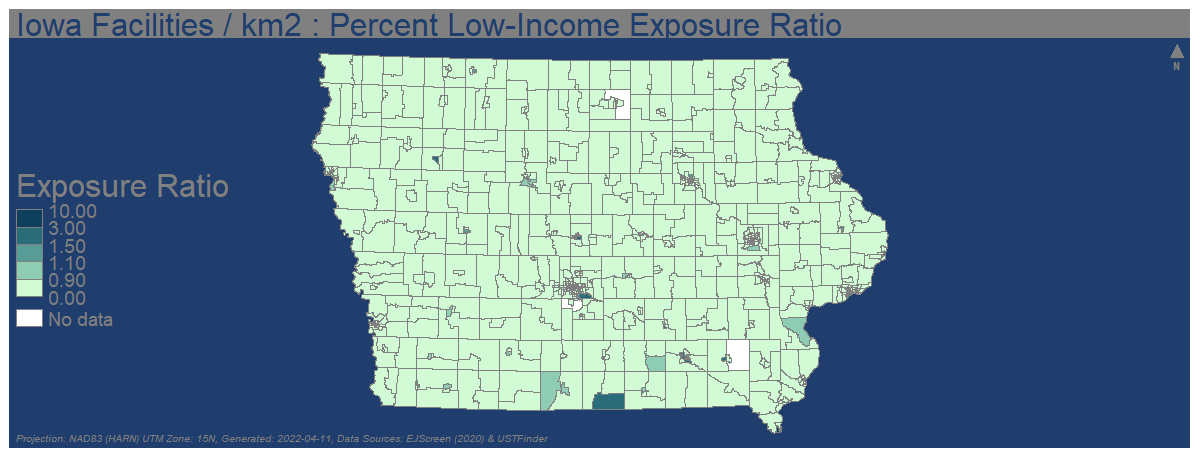 Iowa Facilities / km2 : Percent Low-Income Exposure Ratio
N
Exposure Ratio
10.00
3.00
1.50
1.10
0.90
0.00
No data
Projection: NAD83 (HARN) UTM Zone: 15N, Generated: 2022-04-11, Data Sources: EJScreen (2020) & USTFinder